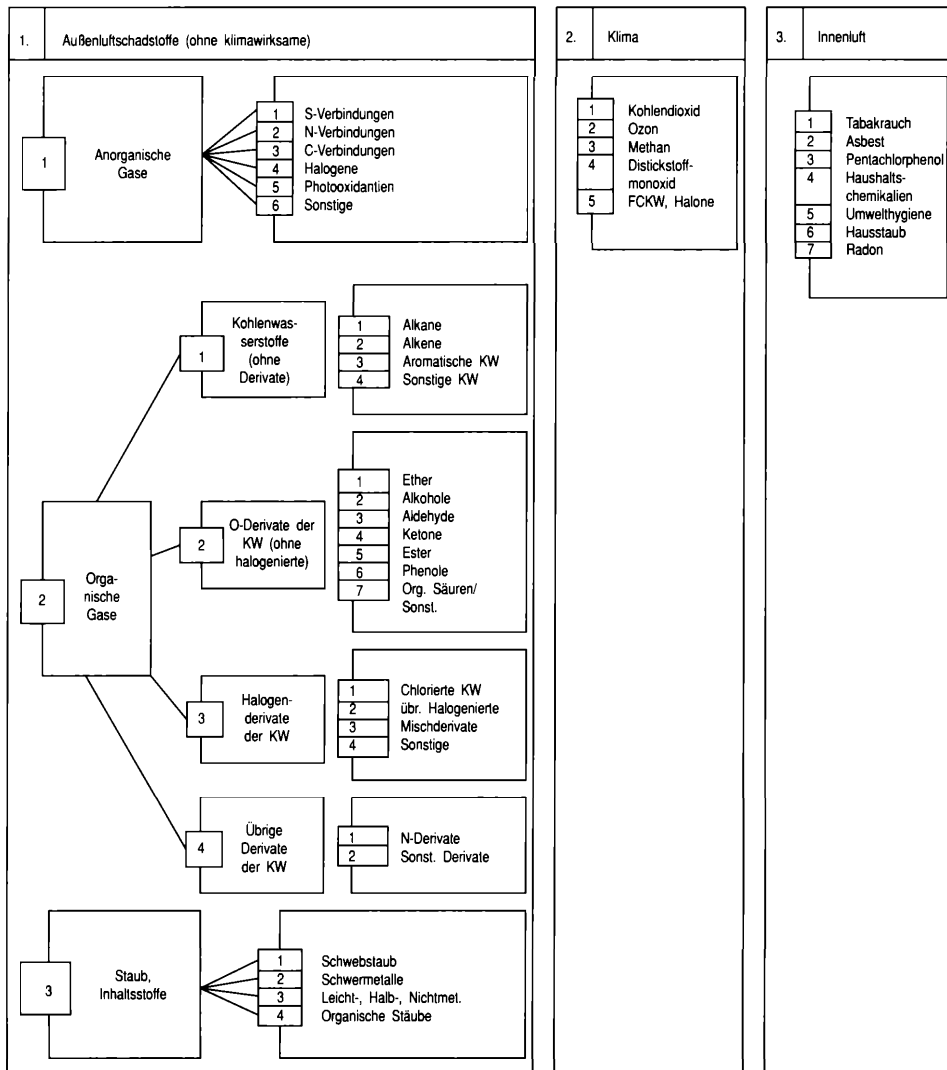 1. Außenluftschadstoffe (ohne klimawirksame)
1
Anorganische
Gase
1 S-Verbindungen
2 N-Verbindungen
3 C-Verbindungen
4 Halogene
5 Photooxidantien
6 Sonstige
2
Orga-
nische
Gase
1
Kohlenwas-
serstoffe
(ohne
Derivate)
1 Alkane
2 Alkene
3 Aromatische KW
4 Sonstige KW
2
O-Derivate der
KW (ohne
halogenierte)
1 Ether
2 Alkohole
3 Aldehyde
4 Ketone
5 Ester
6 Phenole
7 Org. Säuren/
Sonst.
3
Halogen-
derivate
der KW
1 Chlorierte KW
2 übr. Halogenierte
3 Mischderivate
4 Sonstige
4
Übrige
Derivate
der KW
1 N-Derivate
2 Sonst. Derivate
3
Staub,
Inhaltsstoffe
1 Schwebstaub
2 Schwermetalle
3 Leicht-, Halb-, Nichtmet.
4 Organische Stäube
2. Klima
1 Kohlendioxid
2 Ozon
3 Methan
4 Distickstoff-
monoxid
5 FCKW, Halone
3. Innenluft
1 Tabakrauch
2 Asbest
3 Pentachlorphenol
4 Haushalts-
chemikalien
5 Umwelthygiene
6 Hausstaub
7 Radon